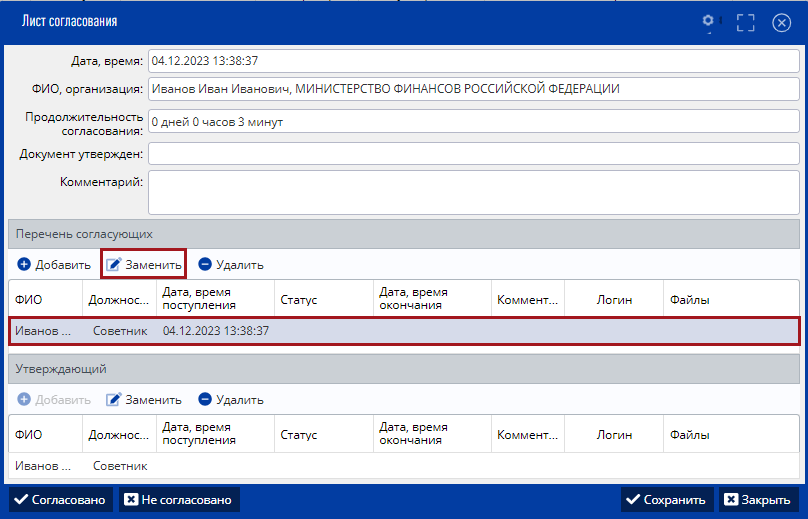 Лист согласования
Дата, время: 04.12.2023 13:38:37
ФИО, организация: Иванов Иван Иванович, МИНИСТЕРСТВО ФИНАНСОВ РОССИЙСКОЙ ФЕДЕРАЦИИ
Продолжительность
согласования: 0 дней 0 часов 3 минут
Документ утвержден:
Комментарий:
Перечень согласующих
Добавить Заменить Удалить
ФИО Должнос... Дата, время поступления Статус Дата, время окончания Коммент... Логин Файлы
Иванов ... Советник 04.12.2023 13:38:37
Утверждающий
Добавить Заменить Удалить
ФИО Должнос... Дата, время поступления Статус Дата, время окончания Коммент... Логин Файлы
Иванов ... Советник
Согласовано Не согласовано Сохранить Закрыть